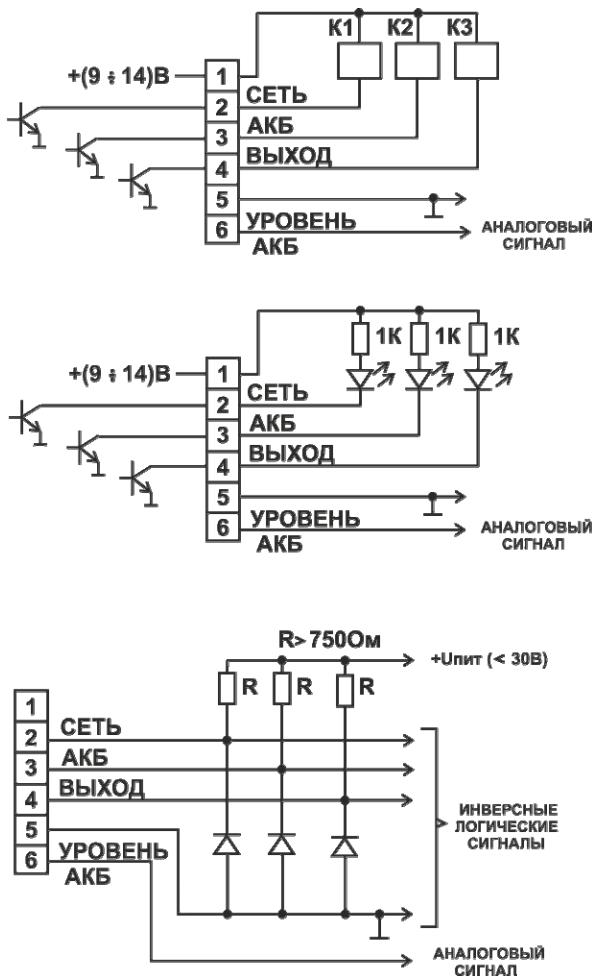 К1 К2 К3
+(9 ÷ 14)В
1
2 СЕТЬ
3 АКБ
4 ВЫХОД
5
6 УРОВЕНЬ
АКБ
АНАЛОГОВЫЙ
СИГНАЛ
1К 1К 1К
+(9 ÷ 14)В
1
2 СЕТЬ
3 АКБ
4 ВЫХОД
5
6 УРОВЕНЬ
АКБ
АНАЛОГОВЫЙ
СИГНАЛ
R>750Ом
+Uпит (< 30В)
R R R
1
2 СЕТЬ
3 АКБ
4 ВЫХОД
5
6 УРОВЕНЬ
АКБ
ИНВЕРСНЫЕ
ЛОГИЧЕСКИЕ
СИГНАЛЫ
АНАЛОГОВЫЙ
СИГНАЛ